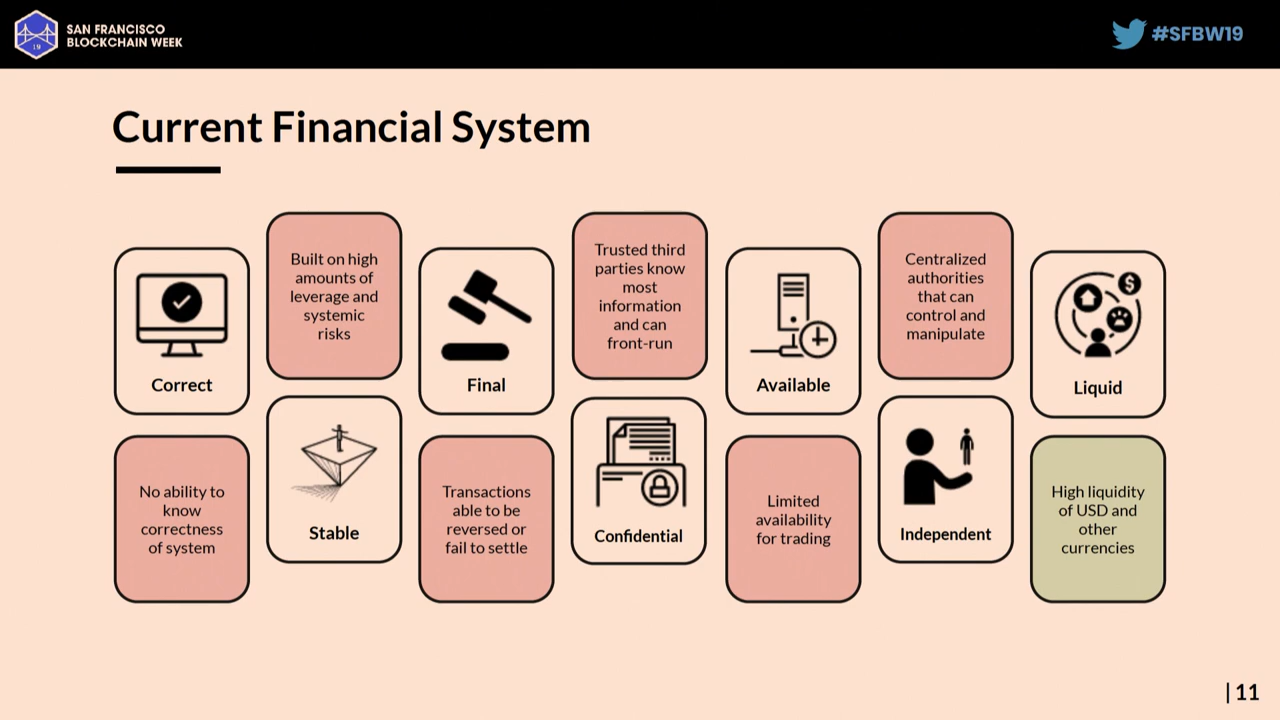 SAN FRANCISCO
BLOCKCHAIN WEEK
19
#SFBW19
Current Financial System
Correct
No ability to
know
correctness
of system
Built on high
amounts of
leverage and
systemic
risks
Stable
Final
Transactions
able to be
reversed or
fail to settle
Trusted third
parties know
most
information
and can
front-run
Confidential
Available
Limited
availability
for trading
Centralized
authorities
that can
control and
manipulate
Independent
$
Liquid
High liquidity
of USD and
other
currencies
| 11